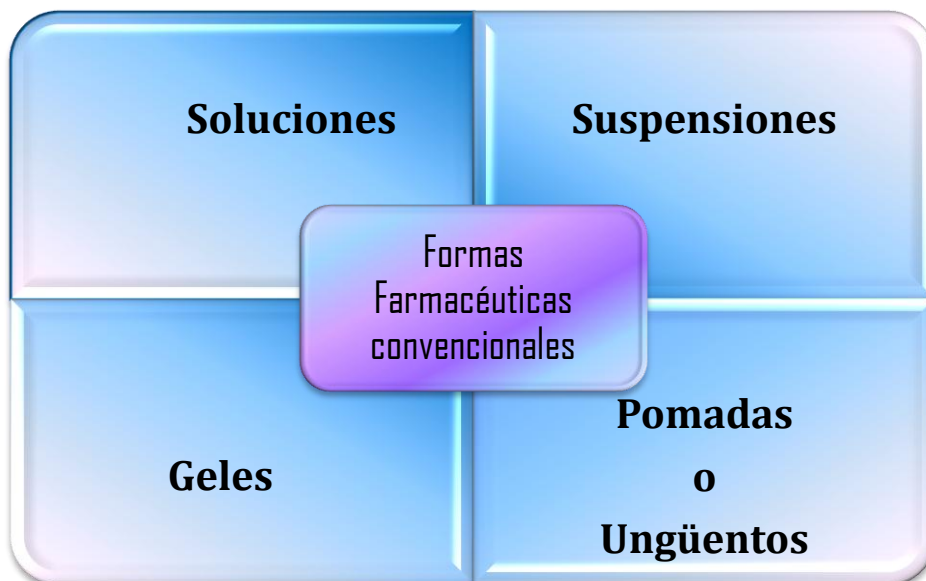 Soluciones
Suspensiones
Formas
Farmacéuticas
convencionales
Geles
Pomadas
o
Ungüentos